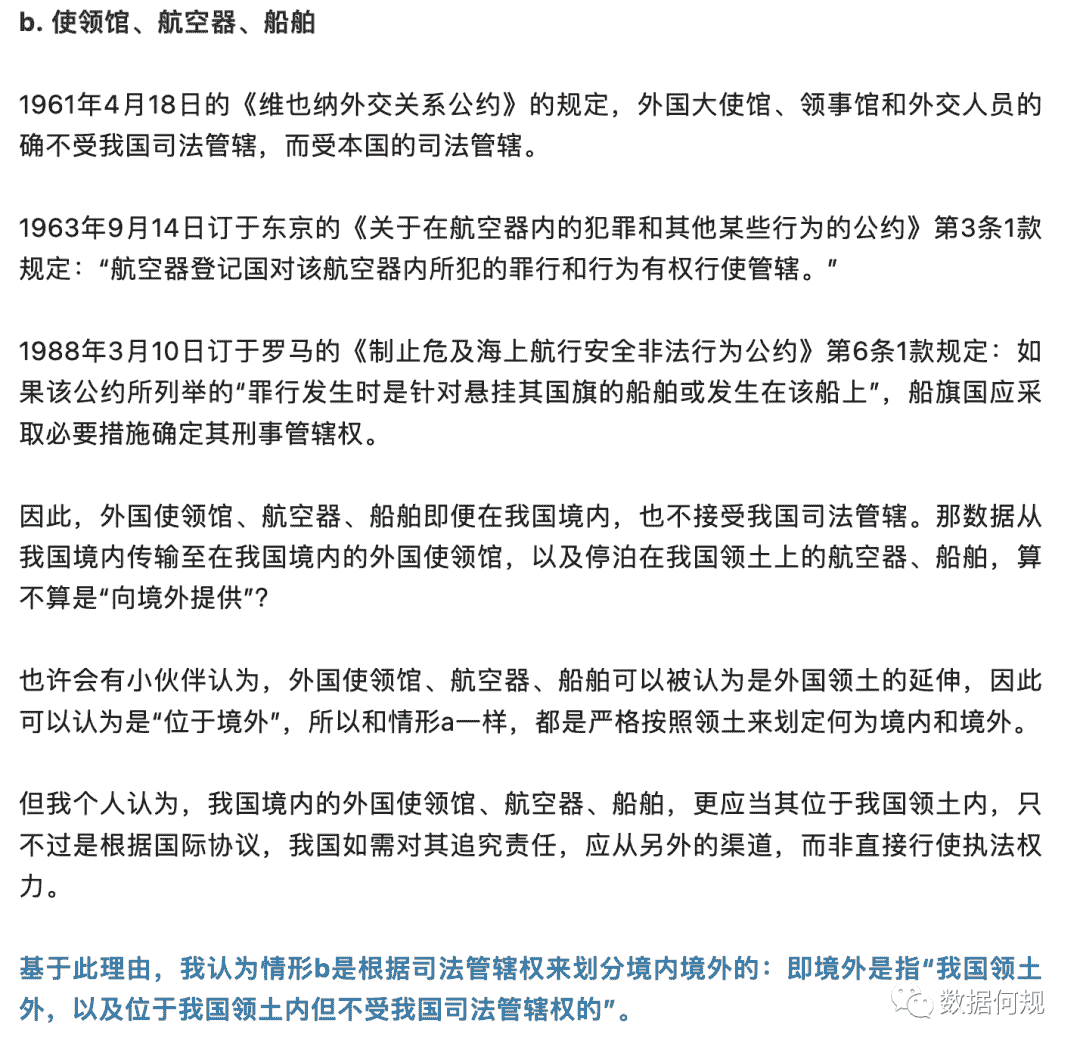 b. 使领馆、航空器、船舶
1961年4月18日的《维也纳外交关系公约》的规定，外国大使馆、领事馆和外交人员的
确不受我国司法管辖，而受本国的司法管辖。
1963年9月14日订于东京的《关于在航空器内的犯罪和其他某些行为的公约》第3条1款
规定：“航空器登记国对该航空器内所犯的罪行和行为有权行使管辖。”
1988年3月10日订于罗马的《制止危及海上航行安全非法行为公约》第6条1款规定：如
果该公约所列举的“罪行发生时是针对悬挂其国旗的船舶或发生在该船上”，船旗国应采
取必要措施确定其刑事管辖权。
因此，外国使领馆、航空器、船舶即便在我国境内，也不接受我国司法管辖。那数据从
我国境内传输至在我国境内的外国使领馆，以及停泊在我国领土上的航空器、船舶，算
不算是“向境外提供”？
也许会有小伙伴认为，外国使领馆、航空器、船舶可以被认为是外国领土的延伸，因此
可以认为是“位于境外”，所以和情形a一样，都是严格按照领土来划定何为境内和境外。
但我个人认为，我国境内的外国使领馆、航空器、船舶，更应当其位于我国领土内，只
不过是根据国际协议，我国如需对其追究责任，应从另外的渠道，而非直接行使执法权
力。
基于此理由，我认为情形b是根据司法管辖权来划分境内境外的：即境外是指“我国领土
外，以及位于我国领土内但不受我国司法管辖权的”。
数据何规